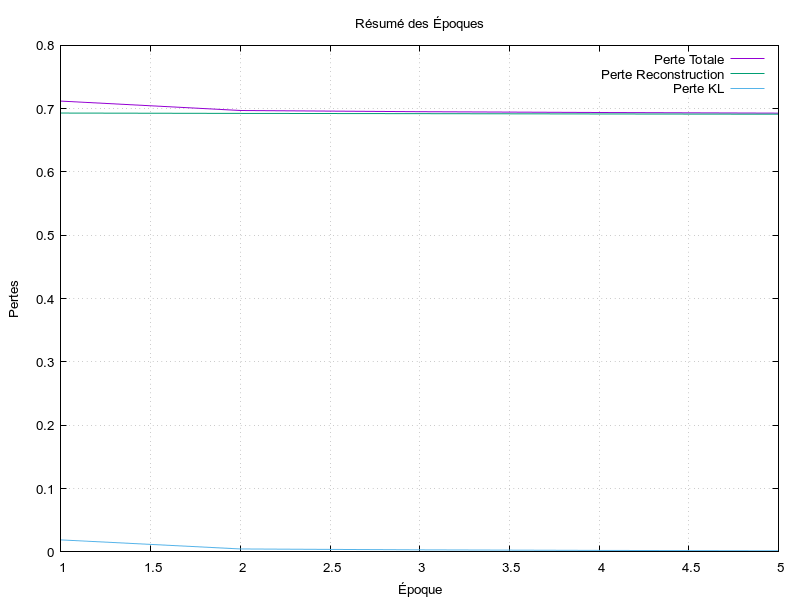 Résumé des Époques
Perte Totale
Perte Reconstruction
Perte KL
0.8
0.7
0.6
0.5
0.4
0.3
0.2
0.1
0
Pertes
1 1.5 2 2.5 3 3.5 4 4.5 5
Époque